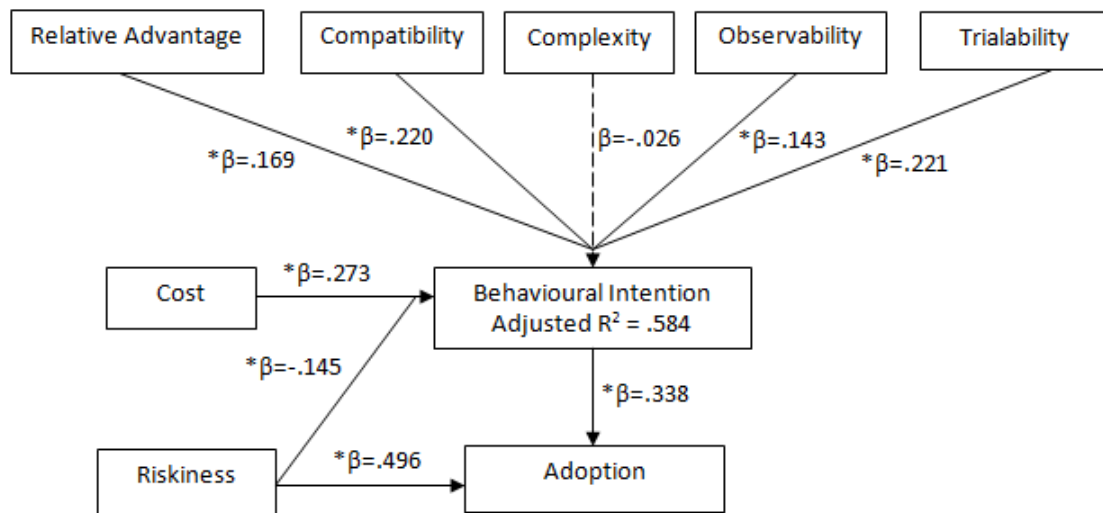 Relative Advantage
Compatibility
Complexity
Observability
Trialability
*β=.169
*β=.220
β=-.026
*β=.143
*β=.221
Cost
*β=.273
Behavioural Intention
Adjusted R² = .584
*β=-.145
*β=.338
Riskiness
*β=.496
Adoption